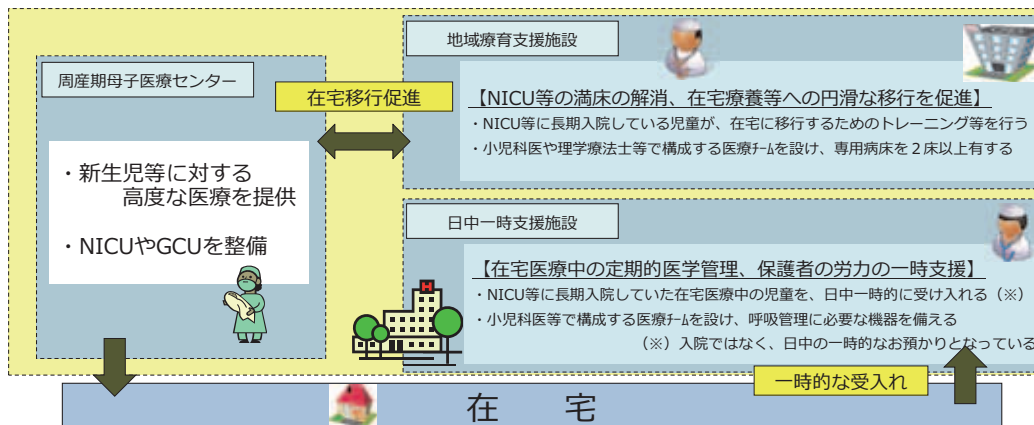 周産期母子医療センター
・新生児等に対する
高度な医療を提供
・NICUやGCUを整備
在宅移行促進
地域療育支援施設
【NICU等の満床の解消、在宅療養等への円滑な移行を促進】
・NICU等に長期入院している児童が、在宅に移行するためのトレーニング等を行う
・小児科医や理学療法士等で構成する医療ﾁｰﾑを設け、専用病床を２床以上有する
日中一時支援施設
【在宅医療中の定期的医学管理、保護者の労力の一時支援】
・NICU等に長期入院していた在宅医療中の児童を、日中一時的に受け入れる（※）
・小児科医等で構成する医療ﾁｰﾑを設け、呼吸管理に必要な機器を備える
（※）入院ではなく、日中の一時的なお預かりとなっている
H
一時的な受入れ
在　宅